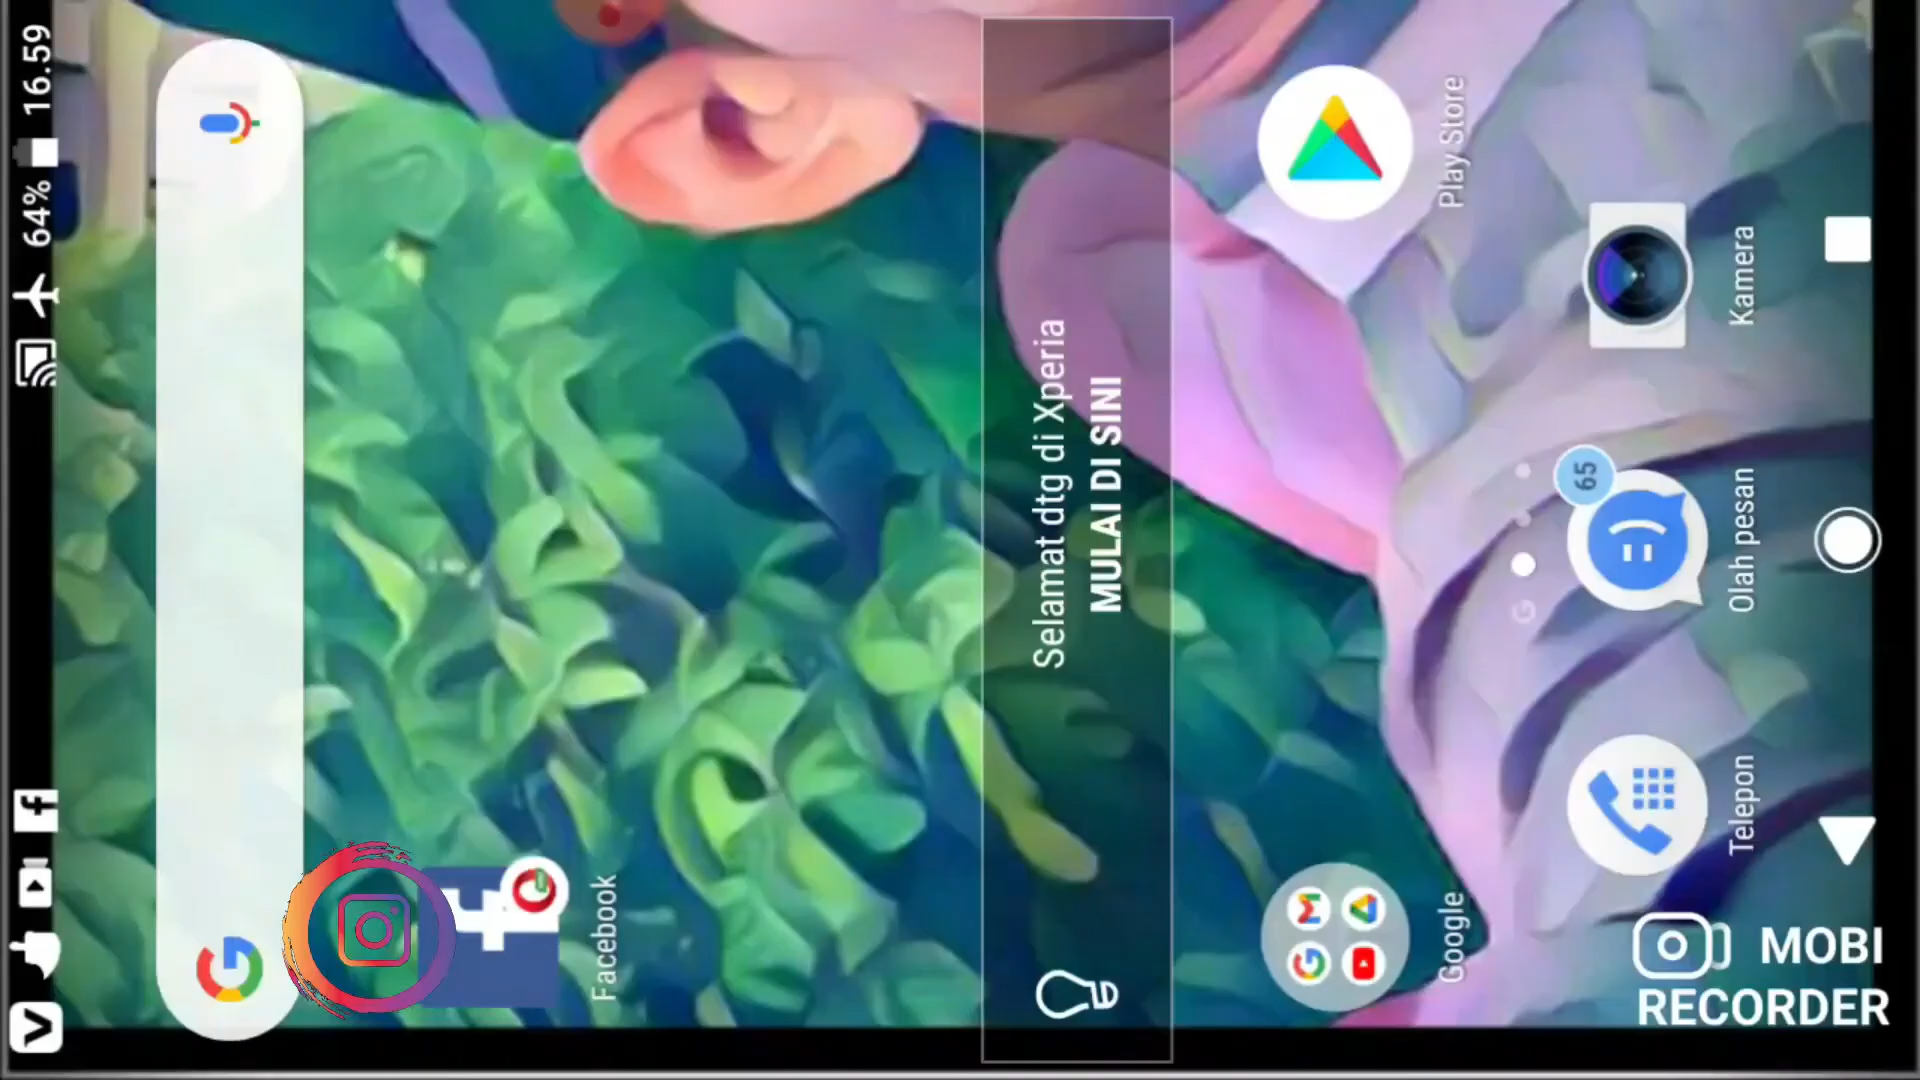 64% 16.59
Facebook
Selamat dtg di Xperia
MULAI DI SINI
Google
Play Store
65
Telepon
Olah pesan
Kamera
MOBI
RECORDER